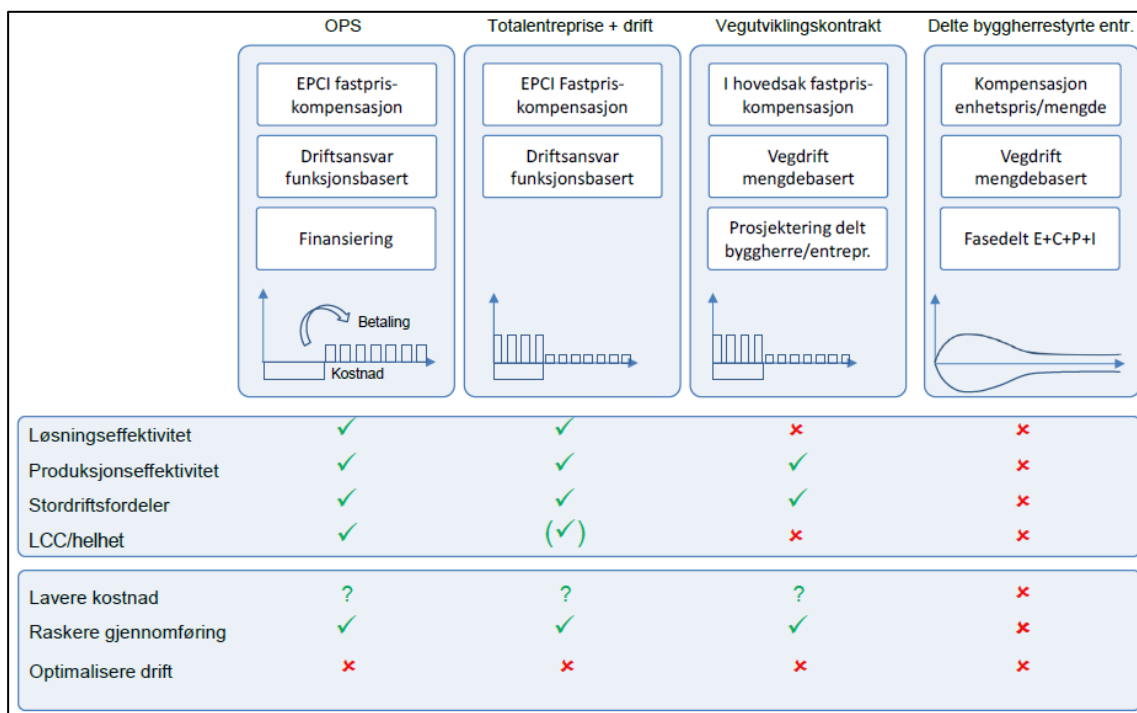 OPS
Totalentreprise + drift
Vegutviklingskontrakt
Delte byggherrestyrte entr.
EPCI fastpris-
kompensasjon
Driftsansvar
funksjonsbasert
Finansiering
Betaling
Kostnad
EPCI Fastpris-
kompensasjon
Driftsansvar
funksjonsbasert
I hovedsak fastpris-
kompensasjon
Vegdrift
mengdebasert
Prosjektering delt
byggherre/entrepr.
Kompensasjon
enhetspris/mengde
Vegdrift
mengdebasert
Fasedelt E+C+P+I
Løsningseffektivitet ✓ ✓ × ×
Produksjonseffektivitet ✓ ✓ ✓ ×
Stordriftsfordeler ✓ ✓ ✓ ×
LCC/helhet ✓ (✓) × ×
Lavere kostnad ? ? ? ×
Raskere gjennomføring ✓ ✓ ✓ ×
Optimalisere drift × × × ×